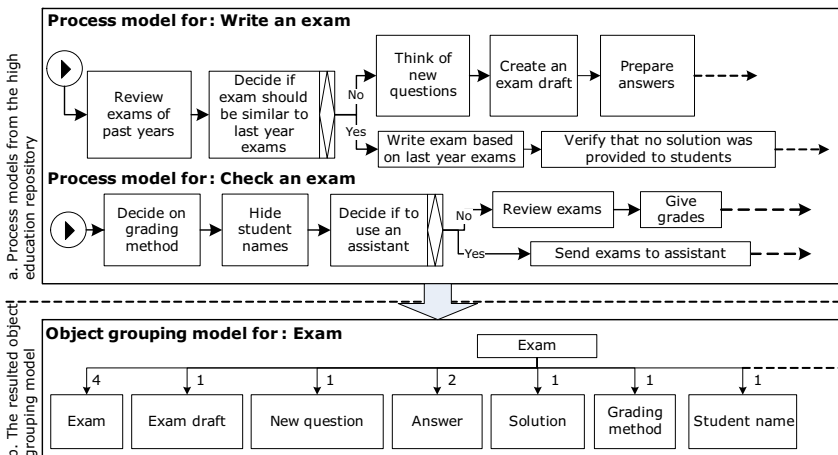 a. Process models from the high
education repository
Process model for: Write an exam
Review
exams of
past years
Decide if
exam should
be similar to
last year
exams
No
Think of
new
questions
Create an
exam draft
Prepare
answers
Yes
Write exam based
on last year exams
Verify that no solution was
provided to students
Process model for: Check an exam
Decide on
grading
method
Hide
student
names
Decide if to
use an
assistant
No
Review exams
Give
grades
Yes
Send exams to assistant
b. The resulted object
grouping model
Object grouping model for: Exam
Exam
4
1
1
2
1
1
1
Exam
Exam draft
New question
Answer
Solution
Grading
method
Student name